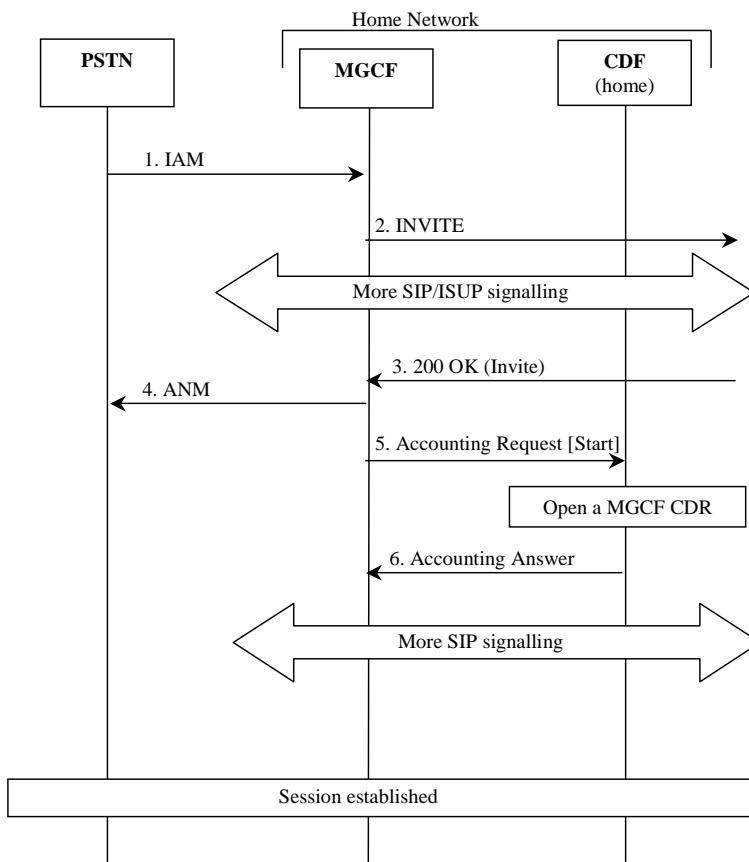 Home Network
PSTN
MGCF
CDF
(home)
1. IAM
2. INVITE
More SIP/ISUP signalling
3. 200 OK (Invite)
4. ANM
5. Accounting Request [Start]
Open a MGCF CDR
6. Accounting Answer
More SIP signalling
Session established